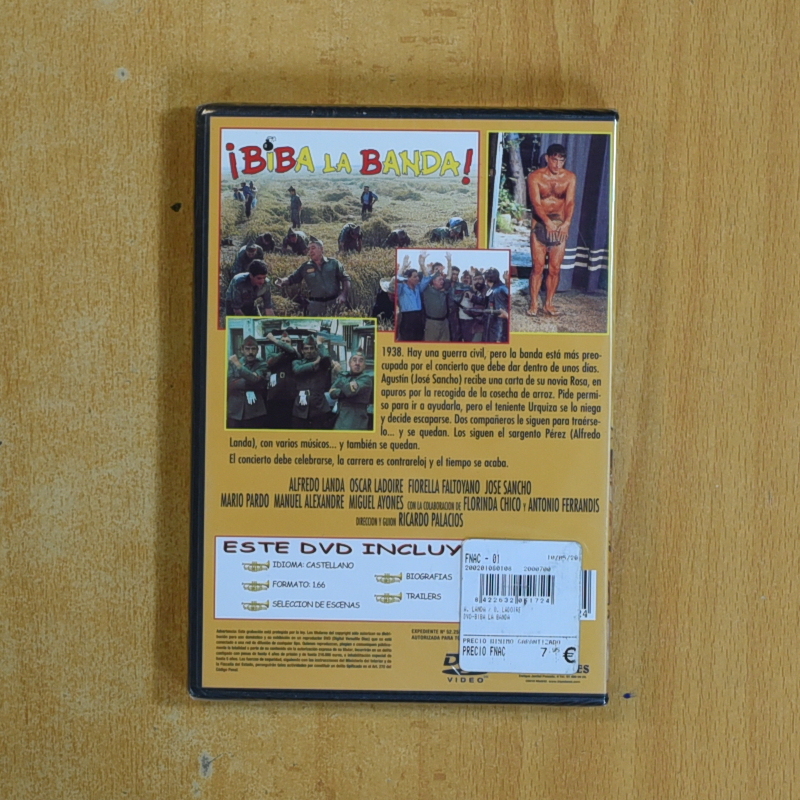 ¡BIBA LA BANDA!
1938. Hay una guerra civil, pero la banda está más preo-
cupada por el concierto que debe dar dentro de unos días.
Agustín (José Sancho) recibe una carta de su novia Rosa, en
apuros por la recogida de la cosecha de arroz. Pide permi-
so para ir a ayudarla, pero el teniente Urquiza se lo niega
y decide escaparse. Dos compañeros le siguen para traérse-
lo... y se quedan. Los siguen el sargento Pérez (Alfredo
Landa), con varios músicos... y también se quedan.
El concierto debe celebrarse, la carrera es contrareloj y el tiempo se acaba.
ALFREDO LANDA OSCAR LADOIRE FIORELLA FALTOYANO JOSE SANCHO
MARIO PARDO MANUEL ALEXANDRE MIGUEL AYONES CON LA COLABORACION DE FLORINDA CHICO Y ANTONIO FERRANDIS
DIRECCION Y GUION RICARDO PALACIOS
ESTE DVD INCLUY
IDIOMA: CASTELLANO
FORMATO: 1.66
SELECCION DE ESCENAS
BIOGRAFIAS
TRAILERS
FNAC - 01
200201060104 2000700
8 422632 061724
A. LANDA / O. LADOIRE
DVD-BIBA LA BANDA
PRECIO MINIMO GARANTIZADO
PRECIO FNAC 7,95 €
VIDEO